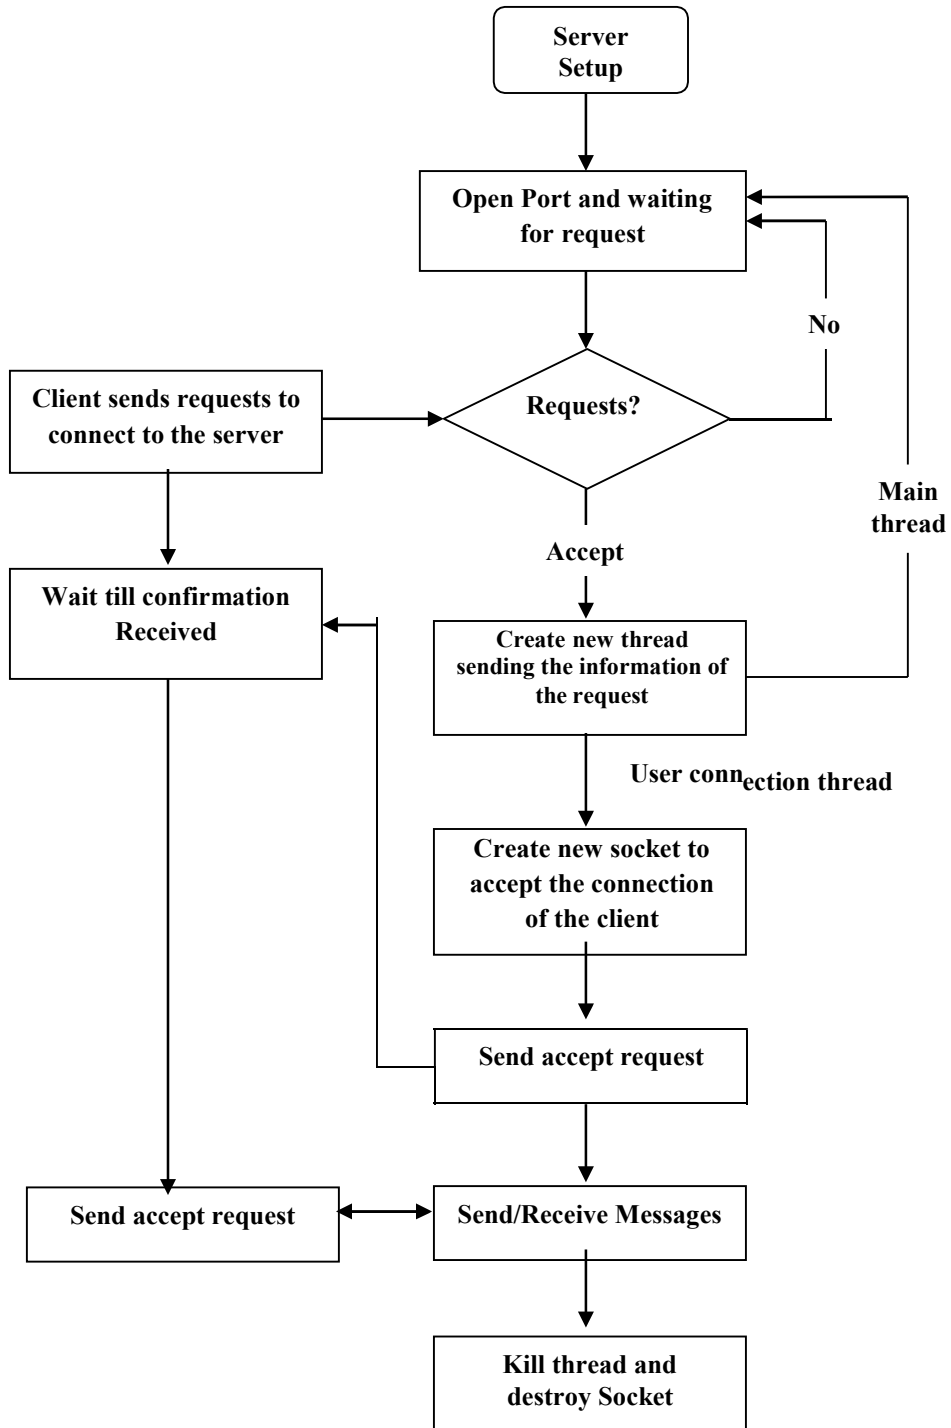 Server
Setup
Open Port and waiting
for request
No
Client sends requests to
connect to the server
Requests?
Main
thread
Accept
Wait till confirmation
Received
Create new thread
sending the information of
the request
User connection thread
Create new socket to
accept the connection
of the client
Send accept request
Send accept request
Send/Receive Messages
Kill thread and
destroy Socket